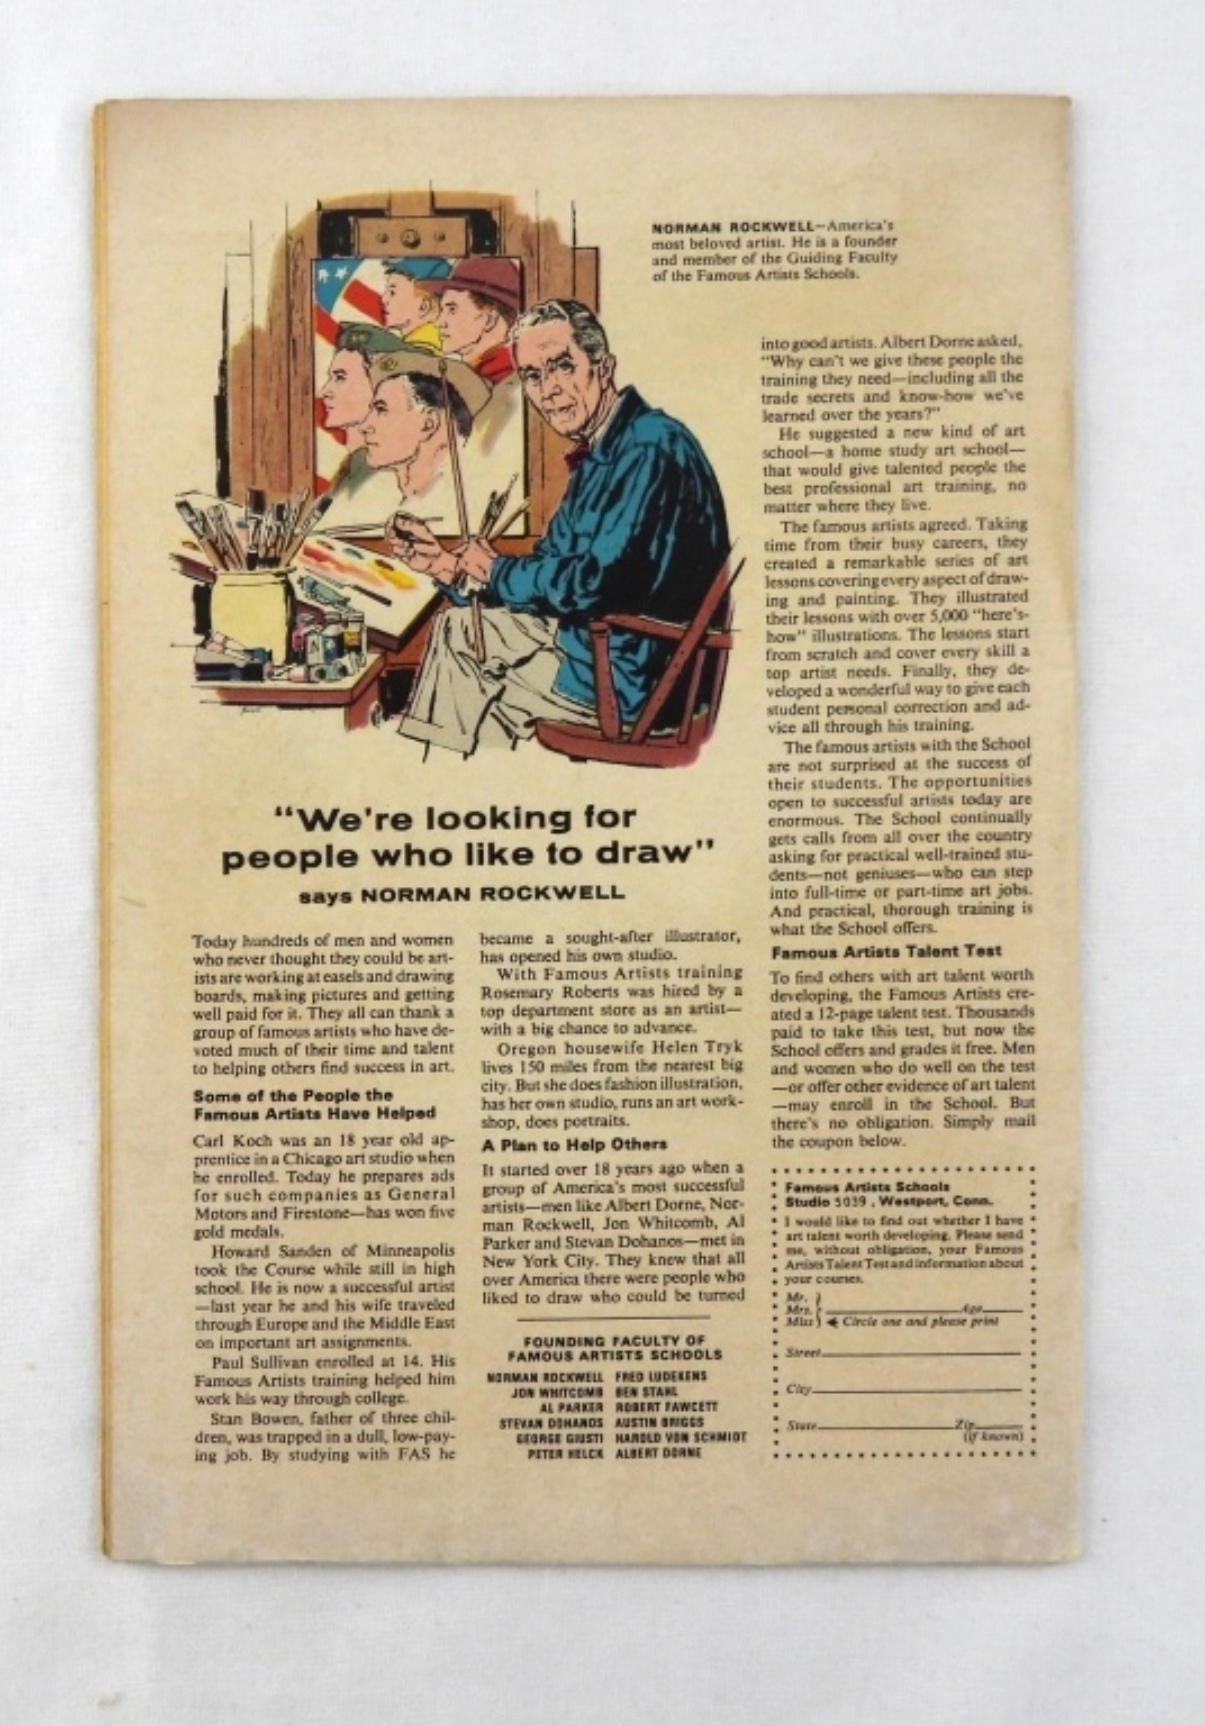 NORMAN ROCKWELL—America's
most beloved artist. He is a founder
and member of the Guiding Faculty
of the Famous Artists Schools.
"We're looking for
people who like to draw"
says NORMAN ROCKWELL
Today hundreds of men and women
who never thought they could be art-
ists are working at easels and drawing
boards, making pictures and getting
well paid for it. They all can thank a
group of famous artists who have de-
voted much of their time and talent
to helping others find success in art.
Some of the People the
Famous Artists Have Helped
Carl Koch was an 18 year old ap-
prentice in a Chicago art studio when
he enrolled. Today he prepares ads
for such companies as General
Motors and Firestone—has won five
gold medals.
Howard Sanden of Minneapolis
took the Course while still in high
school. He is now a successful artist
—last year he and his wife traveled
through Europe and the Middle East
on important art assignments.
Paul Sullivan enrolled at 14. His
Famous Artists training helped him
work his way through college.
Stan Bowen, father of three chil-
dren, was trapped in a dull, low-pay-
ing job. By studying with FAS he
became a sought-after illustrator,
has opened his own studio.
With Famous Artists training
Rosemary Roberts was hired by a
top department store as an artist—
with a big chance to advance.
Oregon housewife Helen Tryk
lives 150 miles from the nearest big
city. But she does fashion illustration,
has her own studio, runs an art work-
shop, does portraits.
A Plan to Help Others
It started over 18 years ago when a
group of America's most successful
artists—men like Albert Dorne, Nor-
man Rockwell, Jon Whitcomb, Al
Parker and Stevan Dohanos—met in
New York City. They knew that all
over America there were people who
liked to draw who could be turned
FOUNDING FACULTY OF
FAMOUS ARTISTS SCHOOLS
NORMAN ROCKWELL FRED LUDEKENS
JON WHITCOMB BEN STAHL
AL PARKER ROBERT FAWCETT
STEVAN DOHANOS AUSTIN BRIGGS
GEORGE GIUSTI HAROLD VON SCHMIDT
PETER HELCK ALBERT DORNE
into good artists. Albert Dorne asked,
"Why can't we give these people the
training they need—including all the
trade secrets and know-how we've
learned over the years?"
He suggested a new kind of art
school—a home study art school—
that would give talented people the
best professional art training, no
matter where they live.
The famous artists agreed. Taking
time from their busy careers, they
created a remarkable series of art
lessons covering every aspect of draw-
ing and painting. They illustrated
their lessons with over 5,000 "here's-
how" illustrations. The lessons start
from scratch and cover every skill a
top artist needs. Finally, they de-
veloped a wonderful way to give each
student personal correction and ad-
vice all through his training.
The famous artists with the School
are not surprised at the success of
their students. The opportunities
open to successful artists today are
enormous. The School continually
gets calls from all over the country
asking for practical well-trained stu-
dents—not geniuses—who can step
into full-time or part-time art jobs.
And practical, thorough training is
what the School offers.
Famous Artists Talent Test
To find others with art talent worth
developing, the Famous Artists cre-
ated a 12-page talent test. Thousands
paid to take this test, but now the
School offers and grades it free. Men
and women who do well on the test
—or offer other evidence of art talent
—may enroll in the School. But
there's no obligation. Simply mail
the coupon below.
Famous Artists Schools
Studio 5039, Westport, Conn.
I would like to find out whether I have
art talent worth developing. Please send
me, without obligation, your Famous
Artists Talent Test and information about
your courses.
Mr.
Mrs. Age
Miss Circle one and please print
Street
City
State Zip
(if known)